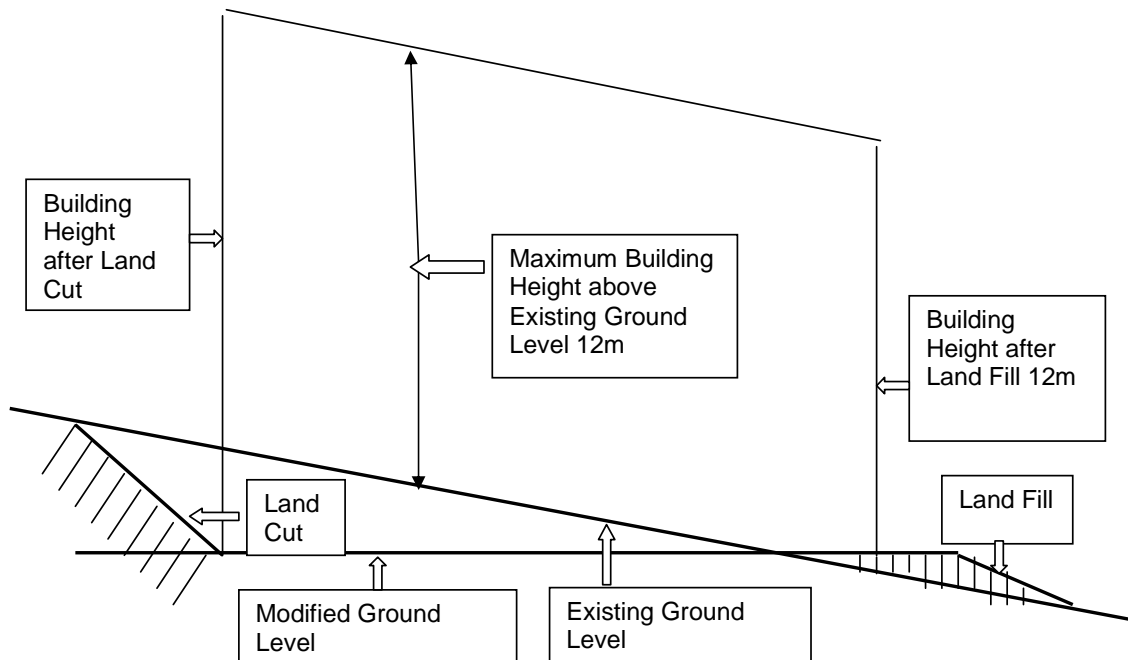 Building
Height
after Land
Cut
Maximum Building
Height above
Existing Ground
Level 12m
Building
Height after
Land Fill 12m
Land
Cut
Land Fill
Modified Ground
Level
Existing Ground
Level